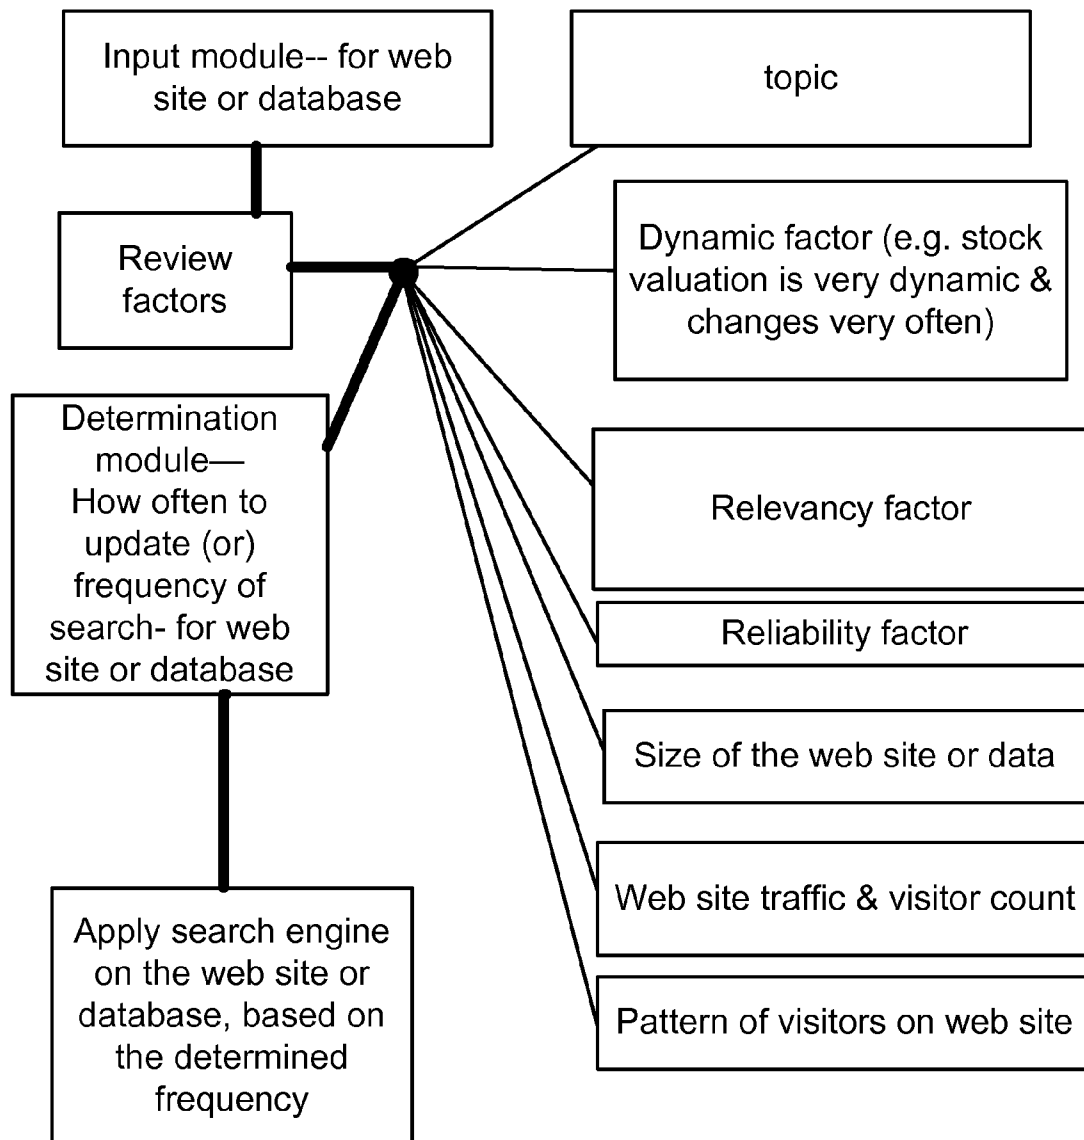 Input module-- for web
site or database
topic
Review
factors
Dynamic factor (e.g. stock
valuation is very dynamic &
changes very often)
Determination
module—
How often to
update (or)
frequency of
search- for web
site or database
Relevancy factor
Reliability factor
Size of the web site or data
Web site traffic & visitor count
Pattern of visitors on web site
Apply search engine
on the web site or
database, based on
the determined
frequency